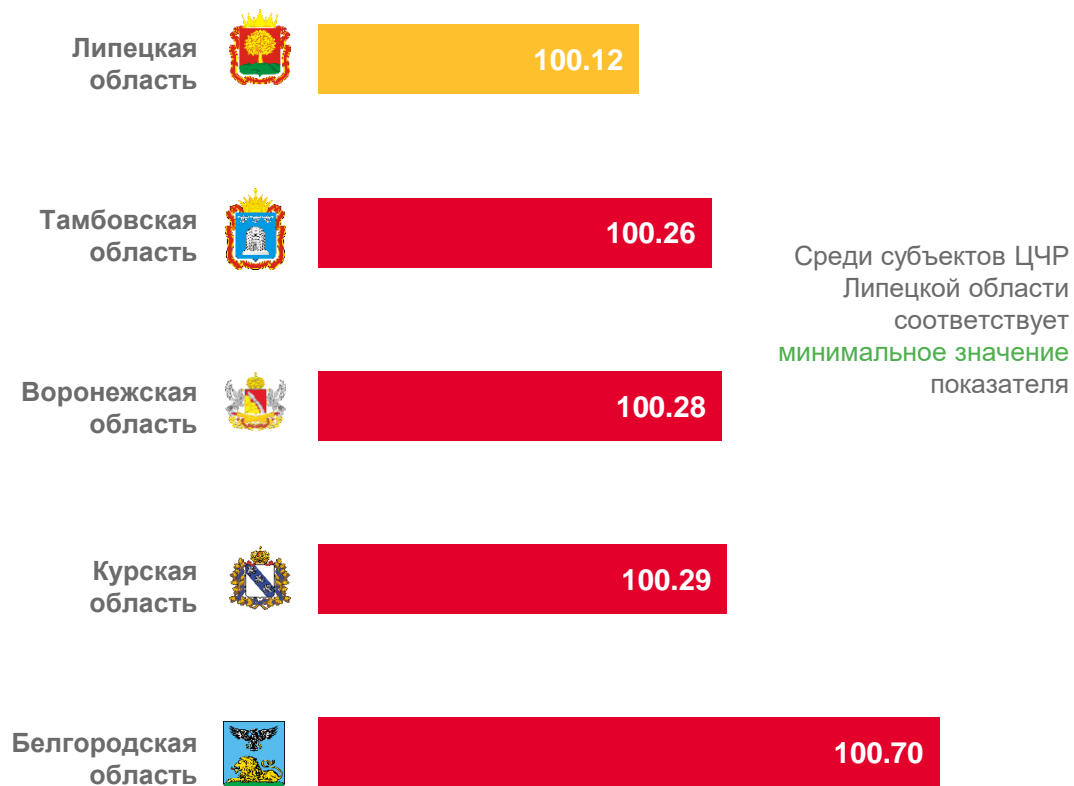 Липецкая
область
100.12
Тамбовская
область
100.26
Среди субъектов ЦЧР
Липецкой области
соответствует
минимальное значение
показателя
Воронежская
область
100.28
Курская
область
100.29
Белгородская
область
100.70